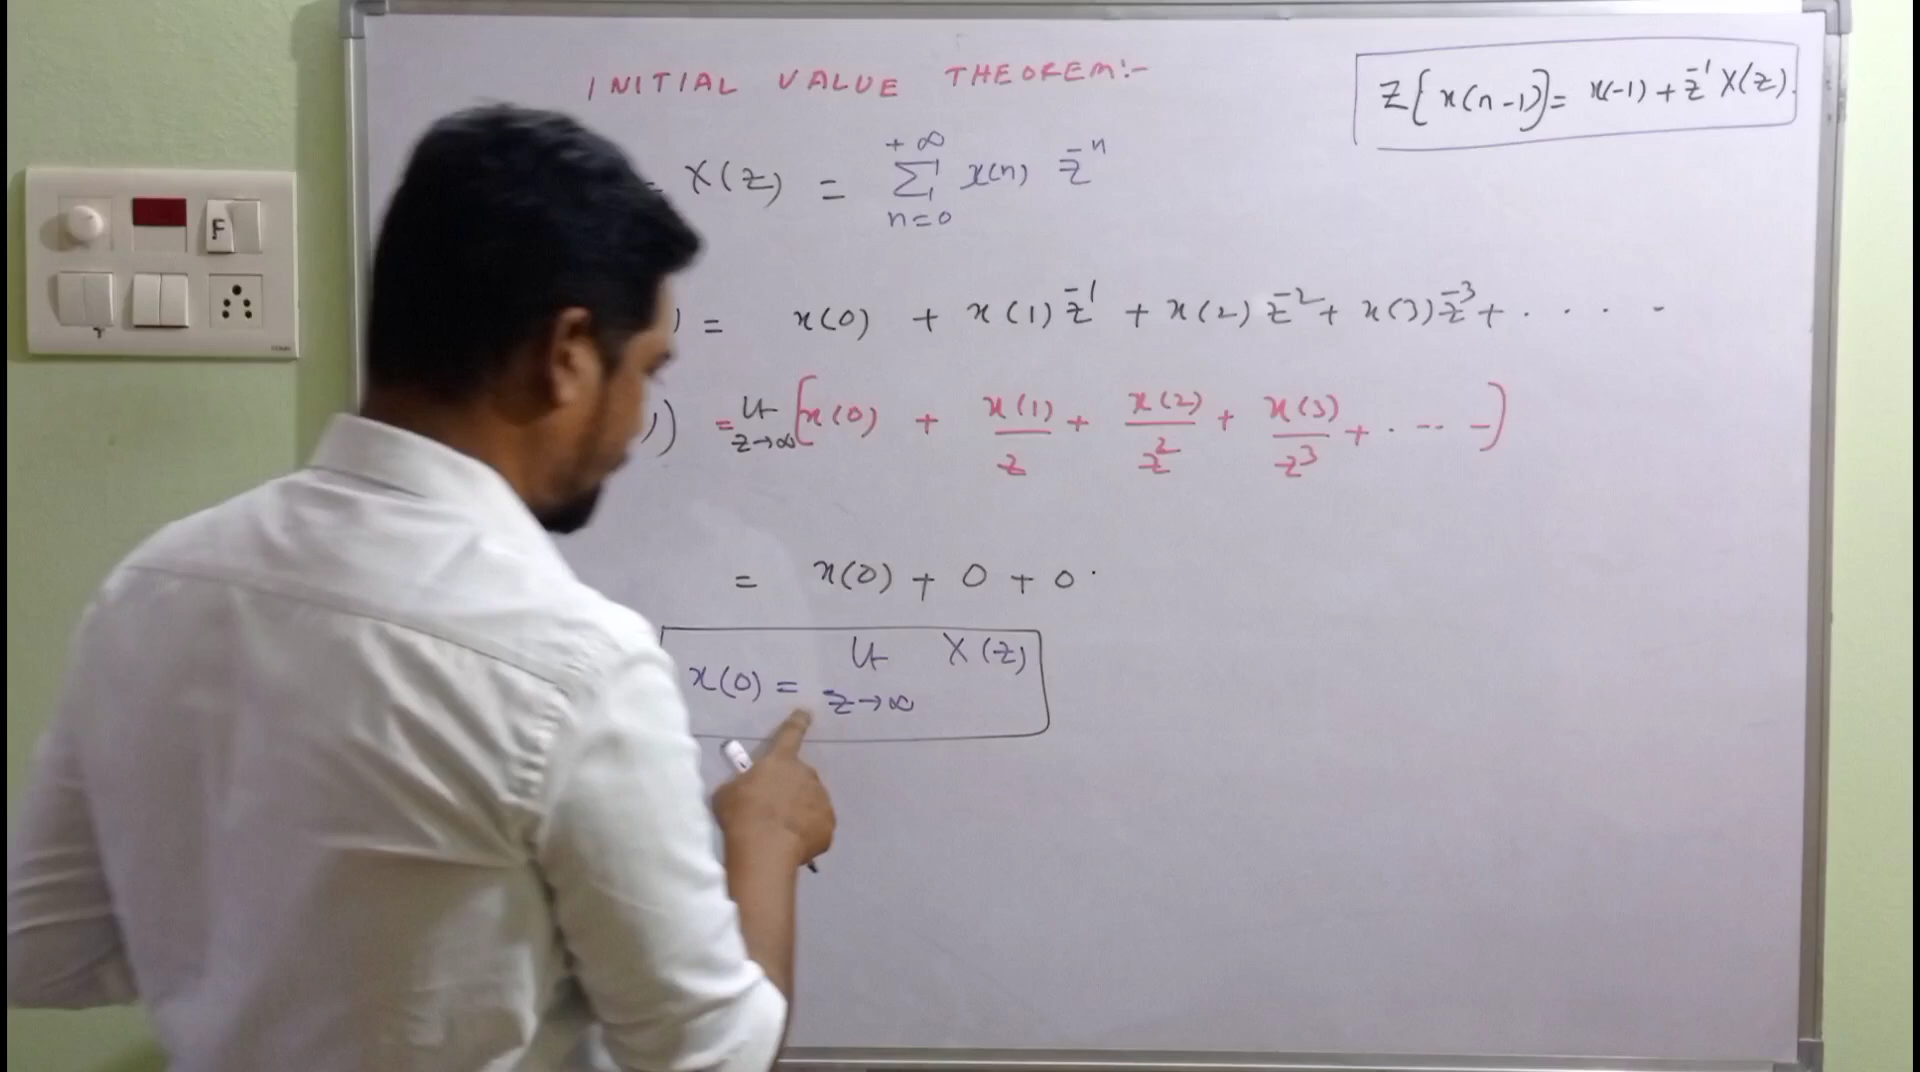 INITIAL VALUE THEOREM:-
Z[x(n-1)] = x(-1) + z⁻¹ X(z).
= X(z) = +∞ Σ n=0 x(n) z⁻ⁿ
) = x(0) + x(1) z⁻¹ + x(2) z⁻² + x(3) z⁻³ + . . . . -
)) = Lt z→∞ [x(0) + x(1)/z + x(2)/z² + x(3)/z³ + . -- -]
= x(0) + 0 + 0 .
x(0) = Lt z→∞ X(z)
F